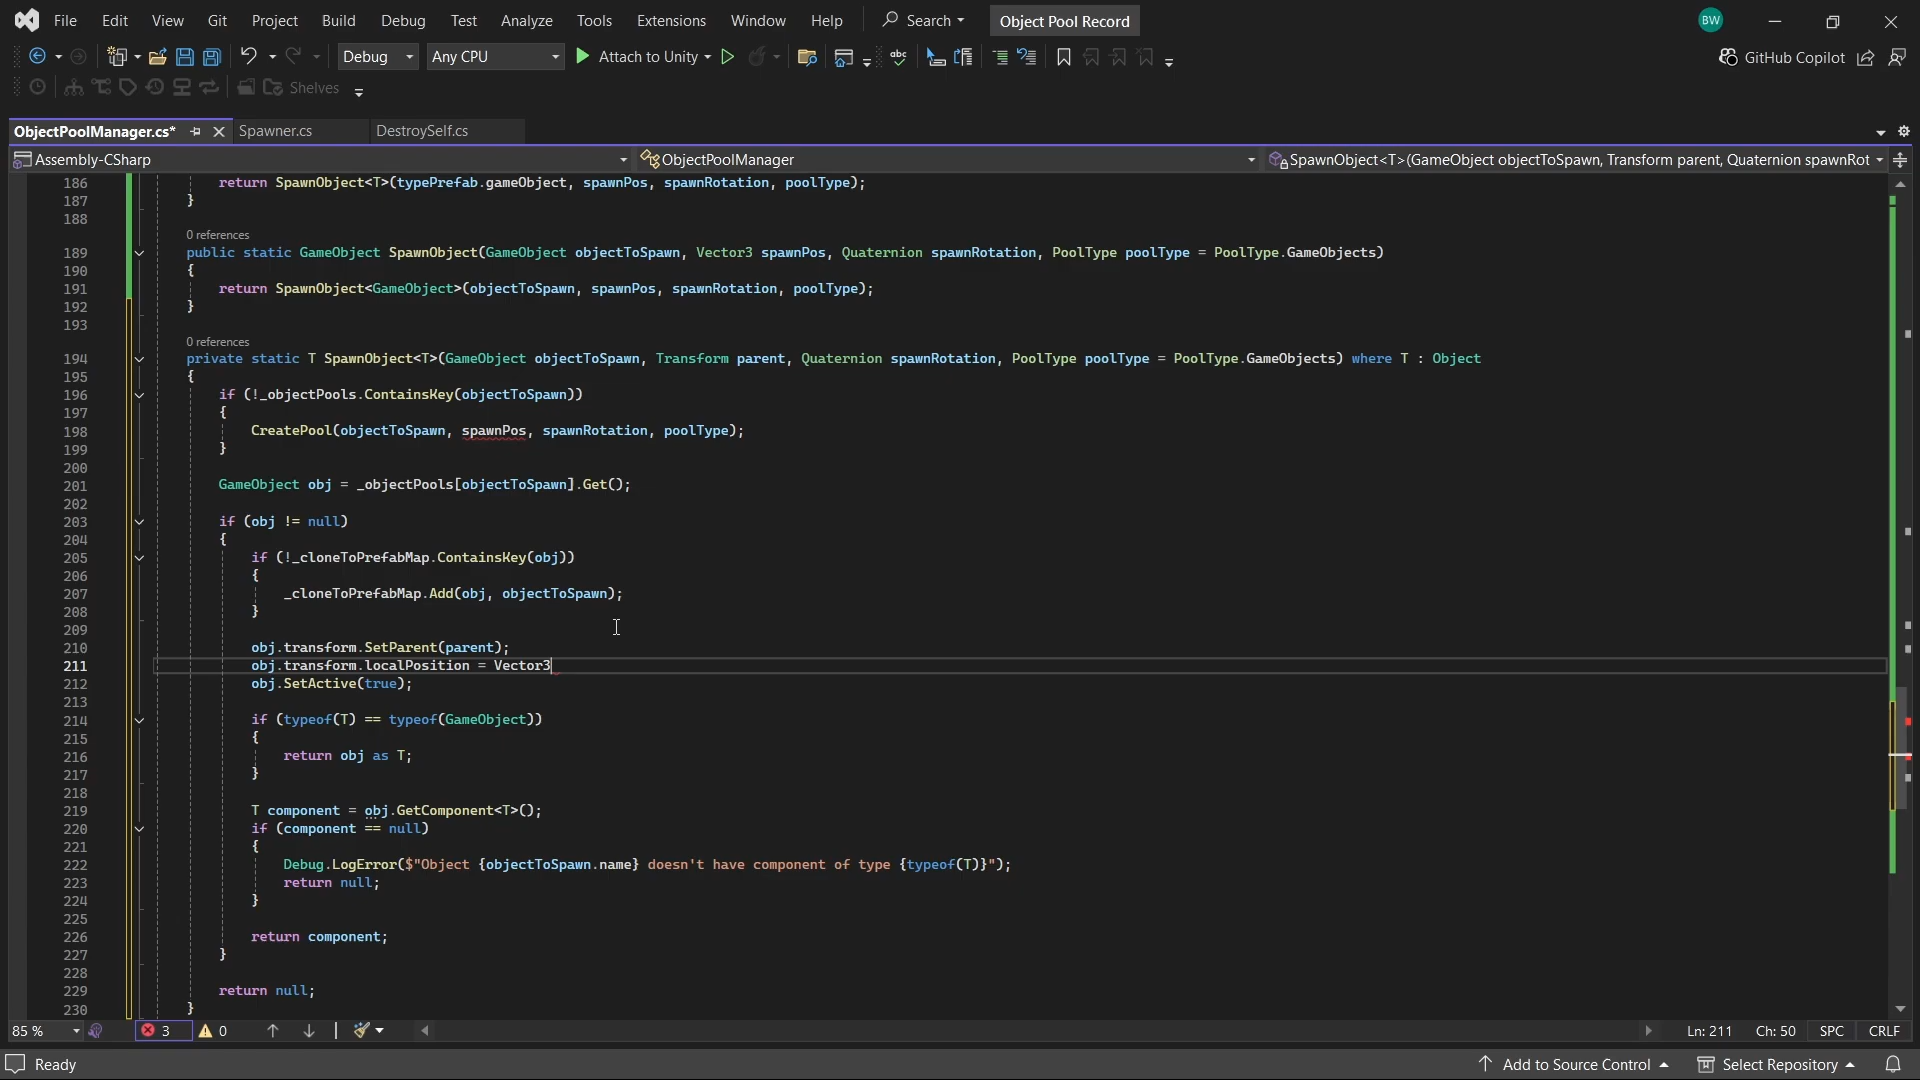 File Edit View Git Project Build Debug Test Analyze Tools Extensions Window Help Search Object Pool Record BW
Debug Any CPU Attach to Unity abc GitHub Copilot
Shelves
ObjectPoolManager.cs* Spawner.cs DestroySelf.cs
Assembly-CSharp ObjectPoolManager SpawnObject<T>(GameObject objectToSpawn, Transform parent, Quaternion spawnRot
186 return SpawnObject<T>(typePrefab.gameObject, spawnPos, spawnRotation, poolType);
187 }
188
0 references
189 public static GameObject SpawnObject(GameObject objectToSpawn, Vector3 spawnPos, Quaternion spawnRotation, PoolType poolType = PoolType.GameObjects)
190 {
191 return SpawnObject<GameObject>(objectToSpawn, spawnPos, spawnRotation, poolType);
192 }
193
0 references
194 private static T SpawnObject<T>(GameObject objectToSpawn, Transform parent, Quaternion spawnRotation, PoolType poolType = PoolType.GameObjects) where T : Object
195 {
196 if (!_objectPools.ContainsKey(objectToSpawn))
197 {
198 CreatePool(objectToSpawn, spawnPos, spawnRotation, poolType);
199 }
200
201 GameObject obj = _objectPools[objectToSpawn].Get();
202
203 if (obj != null)
204 {
205 if (!_cloneToPrefabMap.ContainsKey(obj))
206 {
207 _cloneToPrefabMap.Add(obj, objectToSpawn);
208 }
209
210 obj.transform.SetParent(parent);
211 obj.transform.localPosition = Vector3
212 obj.SetActive(true);
213
214 if (typeof(T) == typeof(GameObject))
215 {
216 return obj as T;
217 }
218
219 T component = obj.GetComponent<T>();
220 if (component == null)
221 {
222 Debug.LogError($"Object {objectToSpawn.name} doesn't have component of type {typeof(T)}");
223 return null;
224 }
225
226 return component;
227 }
228
229 return null;
230 }
85 % 3 0 Ln: 211 Ch: 50 SPC CRLF
Ready Add to Source Control Select Repository